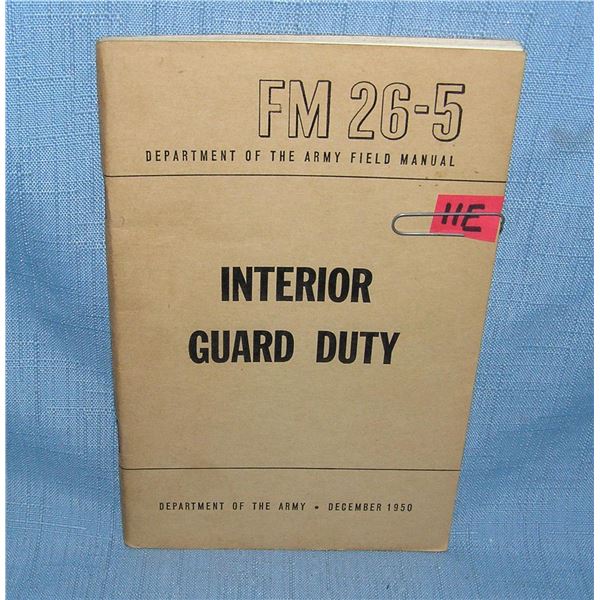 FM 26-5
DEPARTMENT OF THE ARMY FIELD MANUAL
11E
INTERIOR
GUARD DUTY
DEPARTMENT OF THE ARMY • DECEMBER 1950